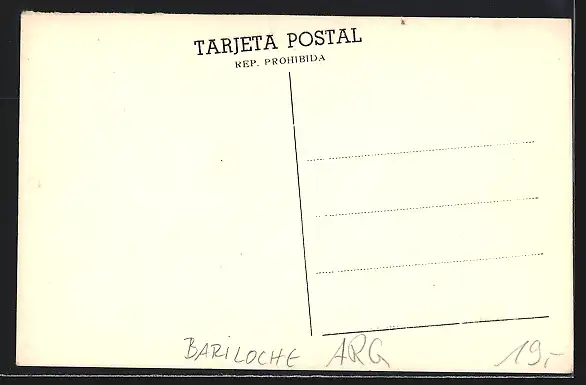 TARJETA POSTAL
REP. PROHIBIDA
BARILOCHE ARG 19,-